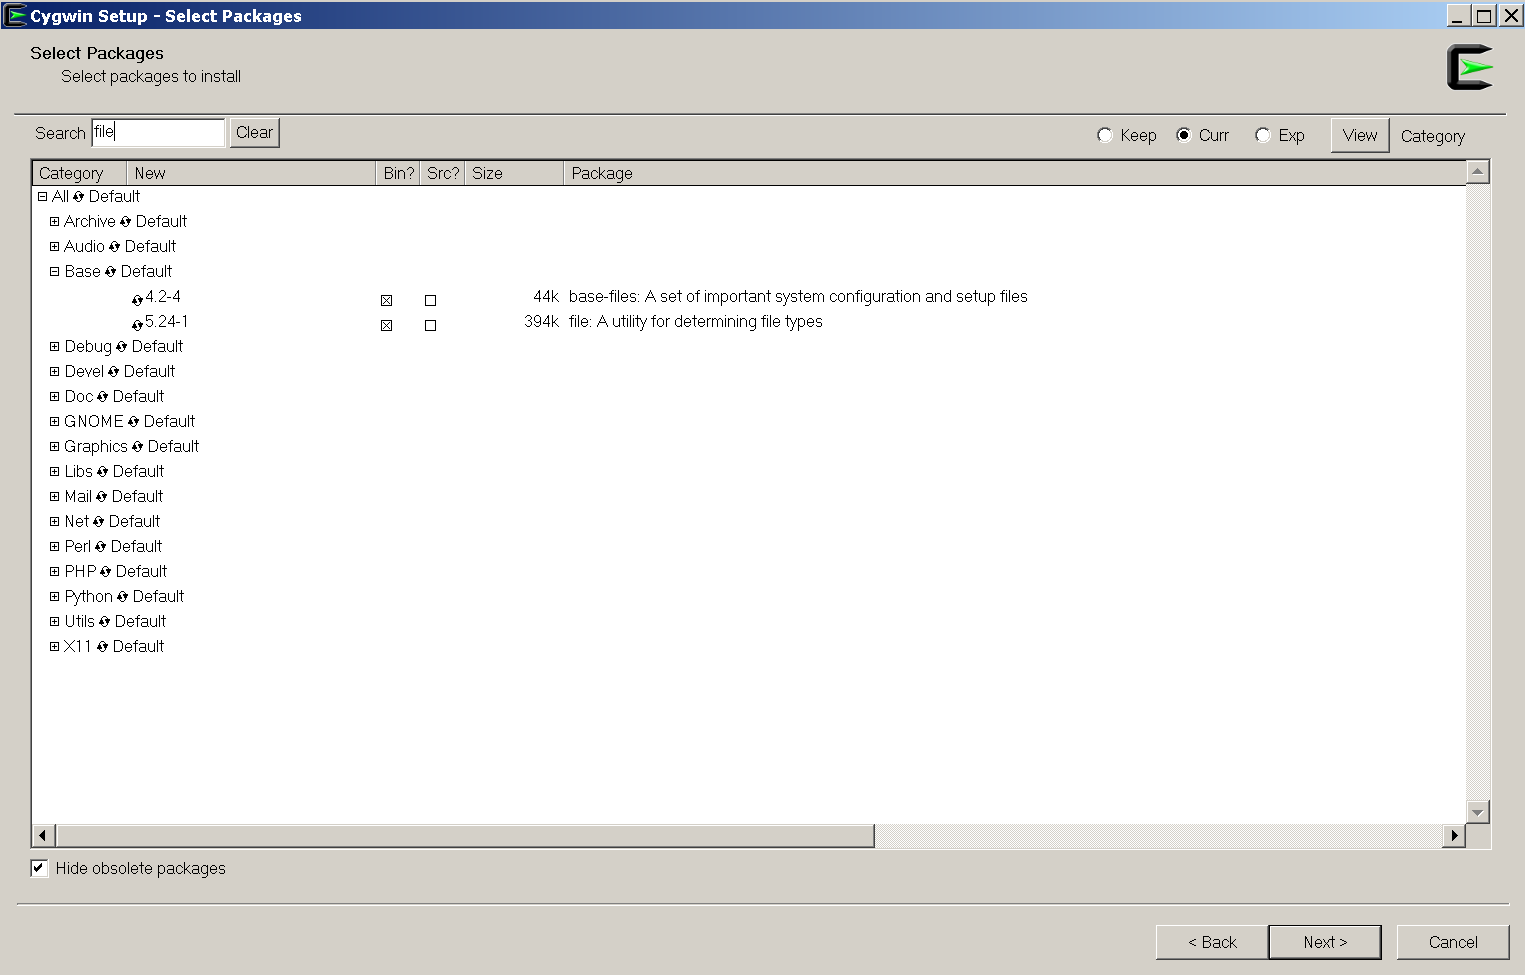 Cygwin Setup - Select Packages
Select Packages
Select packages to install
Search file Clear Keep Curr Exp View Category
Category New Bin? Src? Size Package
All Default
Archive Default
Audio Default
Base Default
4.2-4 44k base-files: A set of important system configuration and setup files
5.24-1 394k file: A utility for determining file types
Debug Default
Devel Default
Doc Default
GNOME Default
Graphics Default
Libs Default
Mail Default
Net Default
Perl Default
PHP Default
Python Default
Utils Default
X11 Default
Hide obsolete packages
< Back Next > Cancel